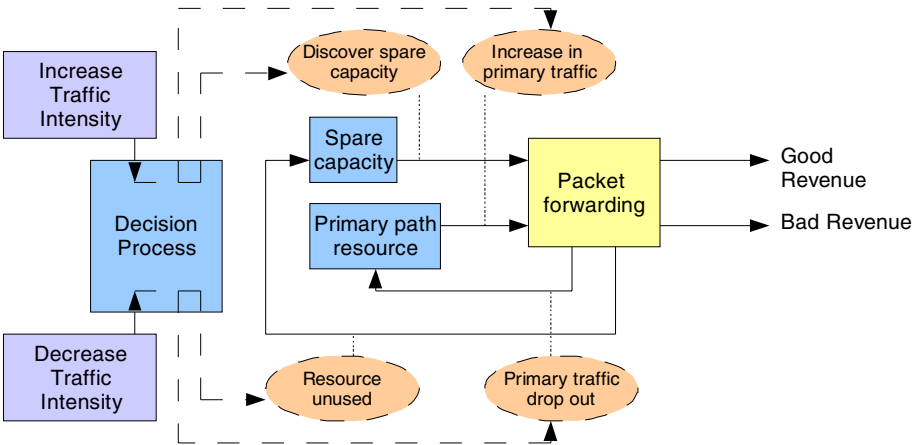 Increase
Traffic
Intensity
Discover spare
capacity
Increase in
primary traffic
Spare
capacity
Packet
forwarding
Good
Revenue
Decision
Process
Primary path
resource
Bad Revenue
Decrease
Traffic
Intensity
Resource
unused
Primary traffic
drop out